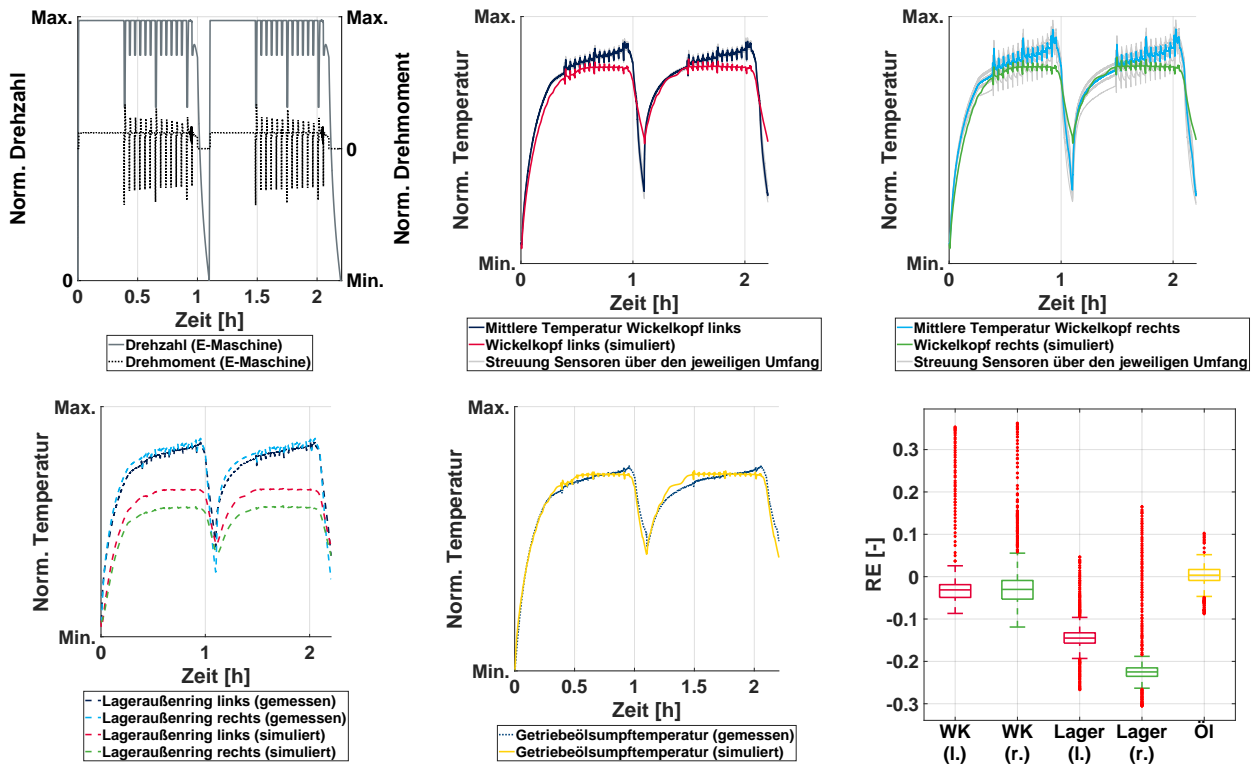 Max.
Max.
Norm. Drehzahl
Norm. Drehmoment
0
0
Min.
0
0.5
1
1.5
2
Zeit [h]
Drehzahl (E-Maschine)
Drehmoment (E-Maschine)
Max.
Norm. Temperatur
Min.
0
1
2
Zeit [h]
Mittlere Temperatur Wickelkopf links
Wickelkopf links (simuliert)
Streuung Sensoren über den jeweiligen Umfang
Max.
Norm. Temperatur
Min.
0
1
2
Zeit [h]
Mittlere Temperatur Wickelkopf rechts
Wickelkopf rechts (simuliert)
Streuung Sensoren über den jeweiligen Umfang
Max.
Norm. Temperatur
Min.
0
1
2
Zeit [h]
Lageraußenring links (gemessen)
Lageraußenring rechts (gemessen)
Lageraußenring links (simuliert)
Lageraußenring rechts (simuliert)
Max.
Norm. Temperatur
Min.
0
0.5
1
1.5
2
Zeit [h]
Getriebeölsumpftemperatur (gemessen)
Getriebeölsumpftemperatur (simuliert)
0.3
0.2
0.1
0
-0.1
-0.2
-0.3
RE [-]
WK WK Lager Lager Öl
(l.) (r.) (l.) (r.)